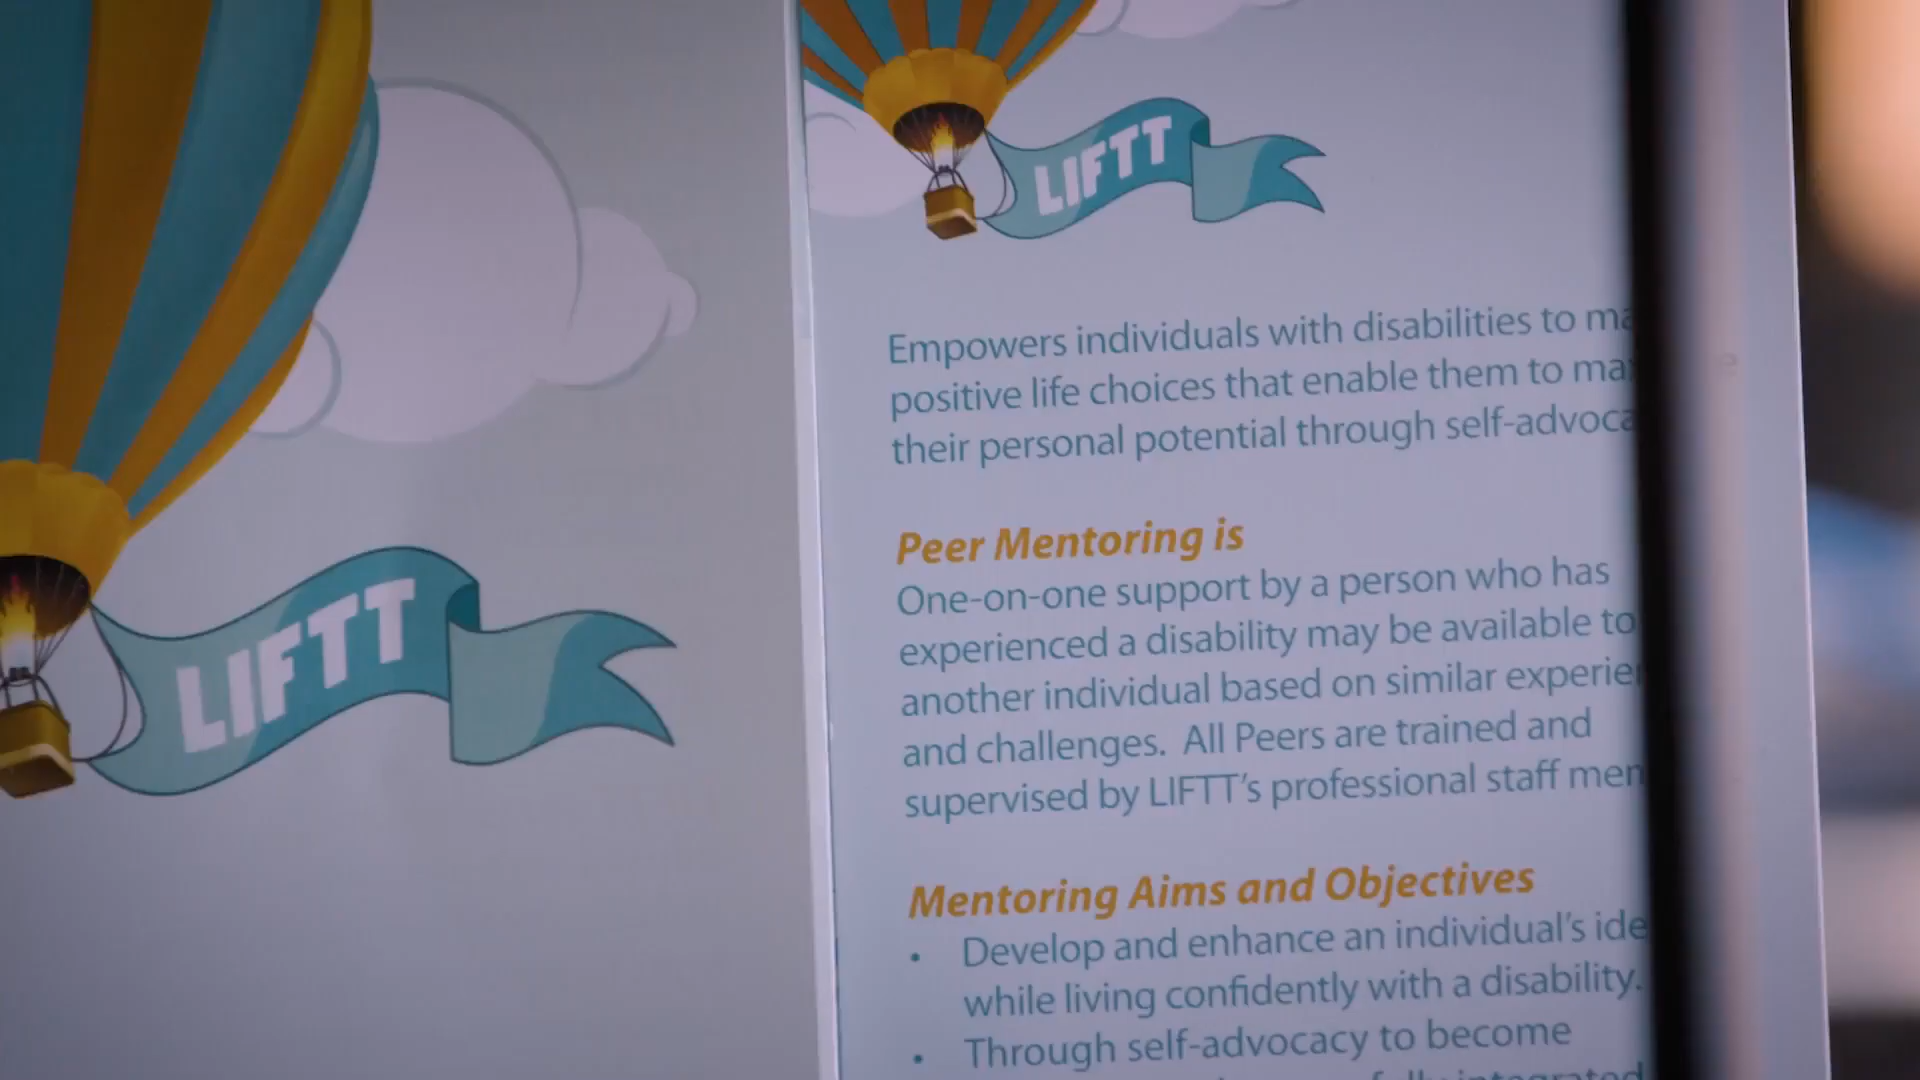 LIFTT
LIFTT
Empowers individuals with disabilities to
positive life choices that enable them to
their personal potential through
Peer Mentoring is
One-on-one support by a person who has
experienced a disability may be available to
another individual based on similar
and challenges. All Peers are trained and
supervised by LIFTT's professional staff
Mentoring Aims and Objectives
• Develop and enhance an individual's
while living confidently with a disability.
• Through self-advocacy to become